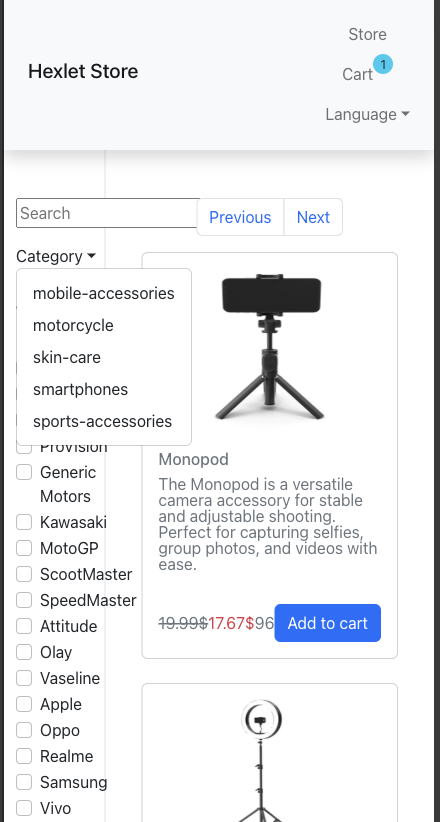 Store
Hexlet Store
Cart
1
Language
Search
Previous
Next
Category
mobile-accessories
motorcycle
skin-care
smartphones
sports-accessories
ProVision
Generic
Motors
Kawasaki
MotoGP
ScootMaster
SpeedMaster
Attitude
Olay
Vaseline
Apple
Oppo
Realme
Samsung
Vivo
Monopod
The Monopod is a versatile
camera accessory for stable
and adjustable shooting.
Perfect for capturing selfies,
group photos, and videos with
ease.
19.99$17.67$96
Add to cart